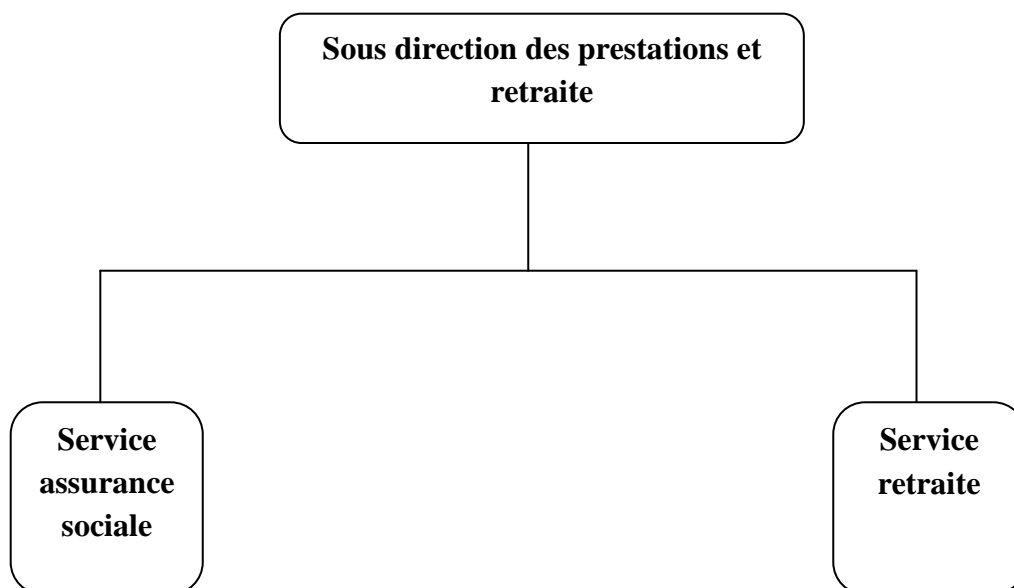 Sous direction des prestations et
retraite
Service
assurance
sociale
Service
retraite